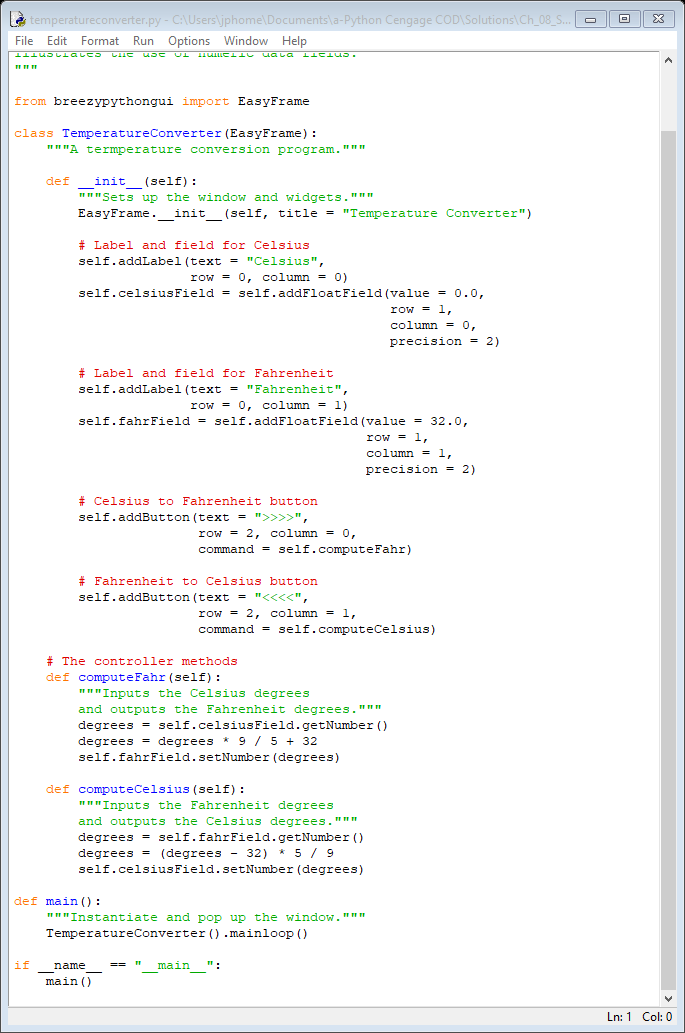 temperatureconverter.py - C:\Users\jphome\Documents\a-Python Cengage COD\Solutions\Ch_08_S...
File Edit Format Run Options Window Help
illustrates the use of numeric data fields.
"""
from breezypythongui import EasyFrame
class TemperatureConverter(EasyFrame):
    """A termperature conversion program."""
    def __init__(self):
        """Sets up the window and widgets."""
        EasyFrame.__init__(self, title = "Temperature Converter")
        # Label and field for Celsius
        self.addLabel(text = "Celsius",
                      row = 0, column = 0)
        self.celsiusField = self.addFloatField(value = 0.0,
                                               row = 1,
                                               column = 0,
                                               precision = 2)
        # Label and field for Fahrenheit
        self.addLabel(text = "Fahrenheit",
                      row = 0, column = 1)
        self.fahrField = self.addFloatField(value = 32.0,
                                            row = 1,
                                            column = 1,
                                            precision = 2)
        # Celsius to Fahrenheit button
        self.addButton(text = ">>>>",
                       row = 2, column = 0,
                       command = self.computeFahr)
        # Fahrenheit to Celsius button
        self.addButton(text = "<<<<",
                       row = 2, column = 1,
                       command = self.computeCelsius)
    # The controller methods
    def computeFahr(self):
        """Inputs the Celsius degrees
        and outputs the Fahrenheit degrees."""
        degrees = self.celsiusField.getNumber()
        degrees = degrees * 9 / 5 + 32
        self.fahrField.setNumber(degrees)
    def computeCelsius(self):
        """Inputs the Fahrenheit degrees
        and outputs the Celsius degrees."""
        degrees = self.fahrField.getNumber()
        degrees = (degrees - 32) * 5 / 9
        self.celsiusField.setNumber(degrees)
def main():
    """Instantiate and pop up the window."""
    TemperatureConverter().mainloop()
if __name__ == "__main__":
    main()
Ln: 1 Col: 0